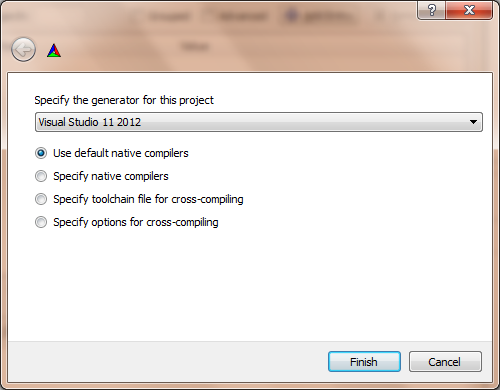 Specify the generator for this project
Visual Studio 11 2012
Use default native compilers
Specify native compilers
Specify toolchain file for cross-compiling
Specify options for cross-compiling
Finish
Cancel